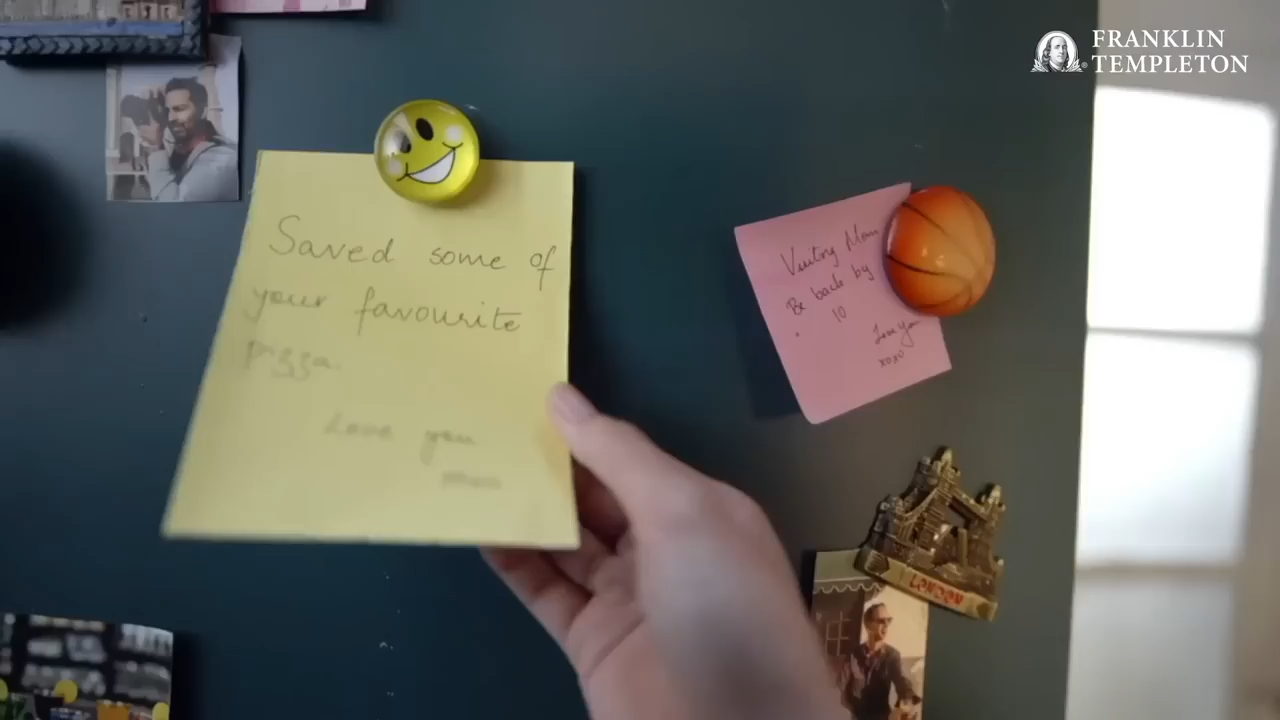 FRANKLIN
TEMPLETON
Saved some of
your favourite
pizza.
Love you
Mum
Visiting Mom
Be back by
10
Love you
xoxo
LONDON